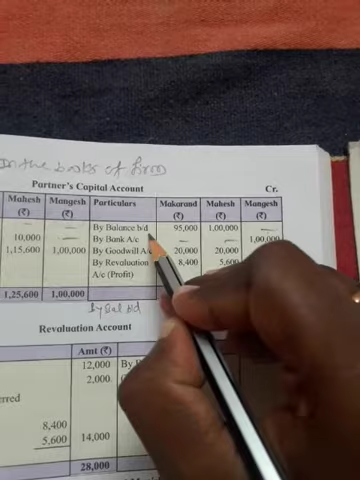 In the books of firm
Partner's Capital Account Cr.
Mahesh (₹) Mangesh (₹) Particulars Makarand (₹) Mahesh (₹) Mangesh (₹)
— — By Balance b/d 95,000 1,00,000 —
10,000 — By Bank A/c — — 1,00,000
1,15,600 1,00,000 By Goodwill A/c 20,000 20,000
By Revaluation 8,400 5,600
A/c (Profit)
1,25,600 1,00,000
By Bal b/d
Revaluation Account
Amt (₹)
12,000 By
2,000
8,400
5,600 14,000
28,000